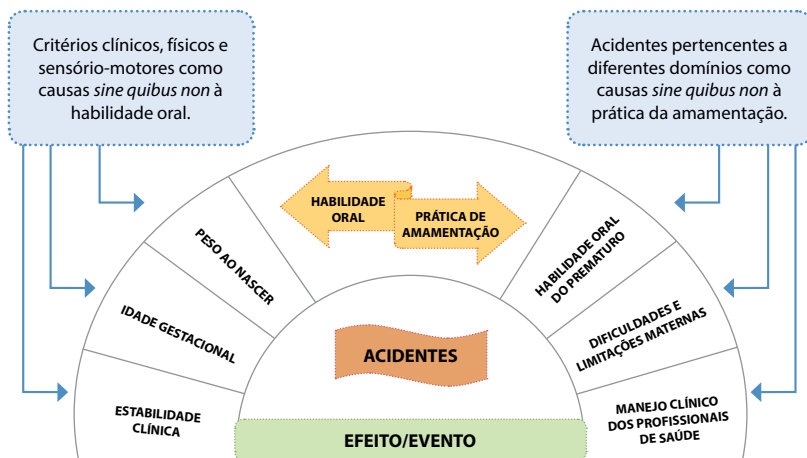 Critérios clínicos, físicos e
sensório-motores como
causas sine quibus non à
habilidade oral.
Acidentes pertencentes a
diferentes domínios como
causas sine quibus non à
prática da amamentação.
HABILIDADE
ORAL
PRÁTICA DE
AMAMENTAÇÃO
PESO AO NASCER
IDADE GESTACIONAL
ESTABILIDADE
CLÍNICA
HABILIDADE ORAL
DO PREMATURO
DIFICULDADES E
LIMITAÇÕES MATERNAS
MANEJO CLÍNICO
DOS PROFISSIONAIS
DE SAÚDE
ACIDENTES
EFEITO/EVENTO